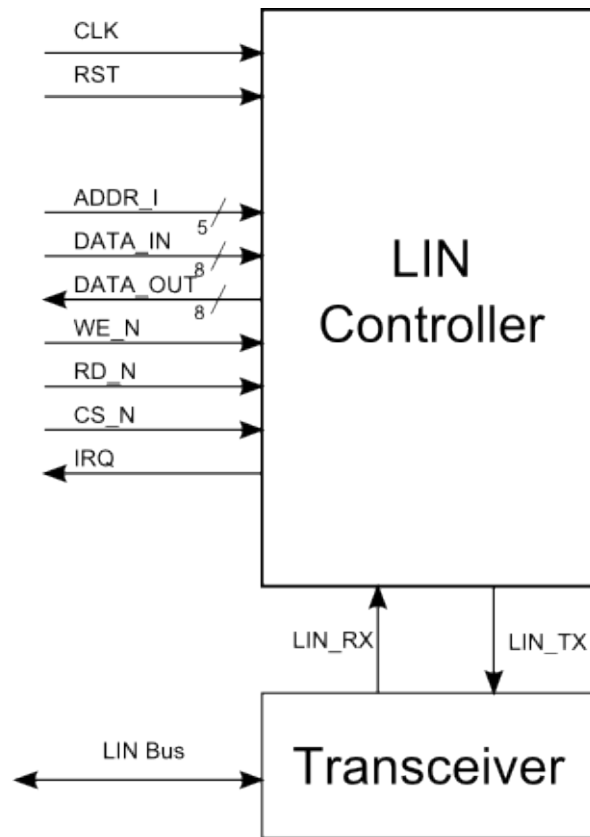 CLK
RST
ADDR_I
5
DATA_IN
8
DATA_OUT
8
WE_N
RD_N
CS_N
IRQ
LIN
Controller
LIN_RX
LIN_TX
LIN Bus
Transceiver